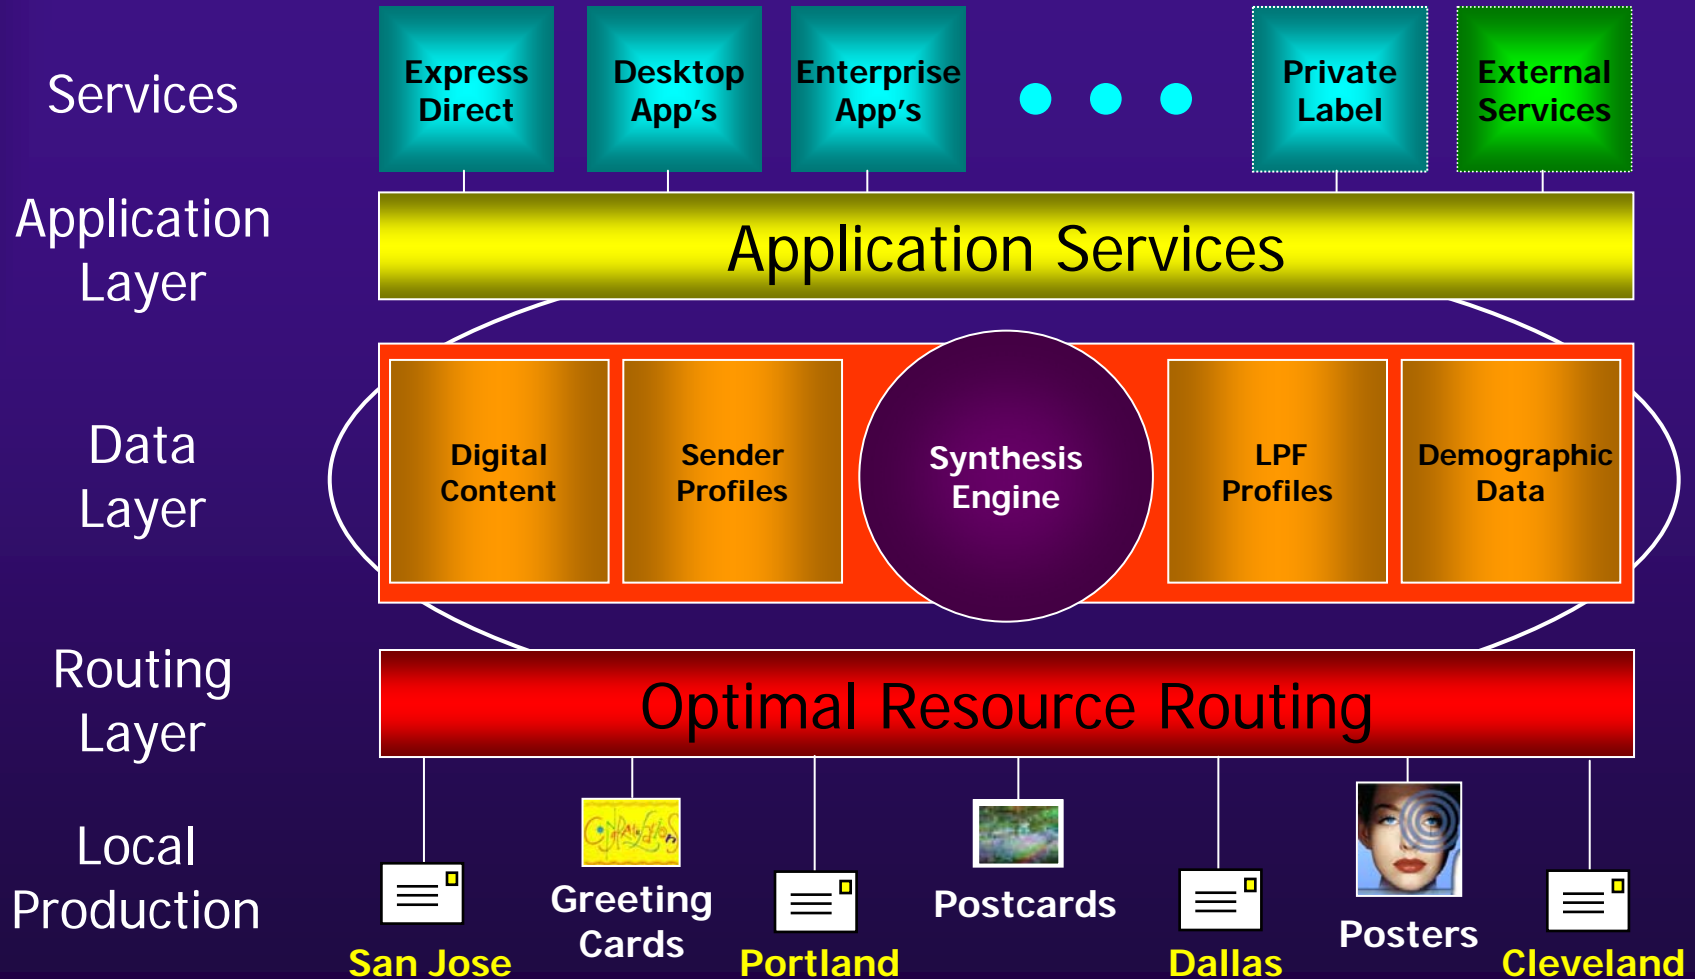 Services
Express
Direct
Desktop
App's
Enterprise
App's
Private
Label
External
Services
Application
Layer
Application Services
Data
Layer
Digital
Content
Sender
Profiles
Synthesis
Engine
LPF
Profiles
Demographic
Data
Routing
Layer
Optimal Resource Routing
Local
Production
San Jose
Greeting
Cards
Portland
Postcards
Dallas
Posters
Cleveland